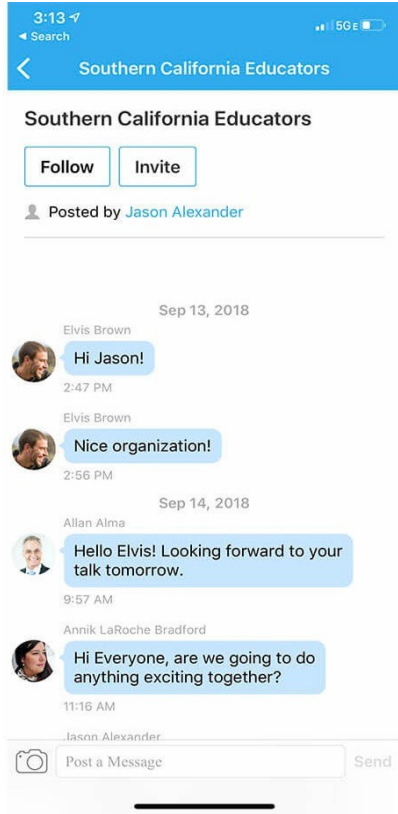 3:13
◄ Search
5G E
Southern California Educators
Southern California Educators
Follow
Invite
Posted by Jason Alexander
Sep 13, 2018
Elvis Brown
Hi Jason!
2:47 PM
Elvis Brown
Nice organization!
2:56 PM
Sep 14, 2018
Allan Alma
Hello Elvis! Looking forward to your
talk tomorrow.
9:57 AM
Annik LaRoche Bradford
Hi Everyone, are we going to do
anything exciting together?
11:16 AM
Jason Alexander
Post a Message
Send